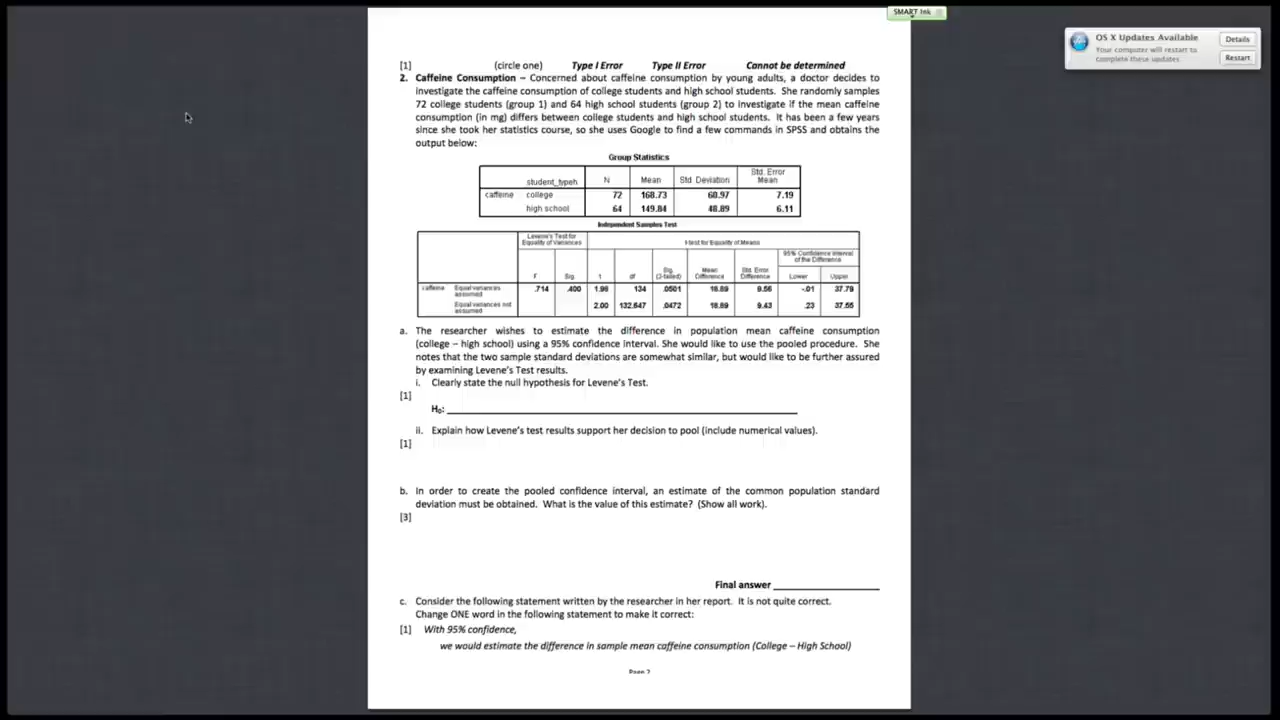 SMART Ink
OS X Updates Available
Your computer will restart to
complete these updates
Details
Restart
[1] (circle one) Type I Error Type II Error Cannot be determined
2. Caffeine Consumption – Concerned about caffeine consumption by young adults, a doctor decides to
investigate the caffeine consumption of college students and high school students. She randomly samples
72 college students (group 1) and 64 high school students (group 2) to investigate if the mean caffeine
consumption (in mg) differs between college students and high school students. It has been a few years
since she took her statistics course, so she uses Google to find a few commands in SPSS and obtains the
output below:
Group Statistics
student_typeh N Mean Std. Deviation Std. Error Mean
caffeine college 72 168.73 60.97 7.19
high school 64 149.84 48.89 6.11
Independent Samples Test
Levene's Test for Equality of Variances t-test for Equality of Means
95% Confidence Interval of the Difference
F Sig. t df Sig. (2-tailed) Mean Difference Std. Error Difference Lower Upper
caffeine Equal variances assumed .714 .400 1.98 134 .0501 18.89 9.56 -.01 37.79
Equal variances not assumed 2.00 132.647 .0472 18.89 9.43 .23 37.55
a. The researcher wishes to estimate the difference in population mean caffeine consumption
(college – high school) using a 95% confidence interval. She would like to use the pooled procedure. She
notes that the two sample standard deviations are somewhat similar, but would like to be further assured
by examining Levene's Test results.
i. Clearly state the null hypothesis for Levene's Test.
[1]
H₀:
ii. Explain how Levene's test results support her decision to pool (include numerical values).
[1]
b. In order to create the pooled confidence interval, an estimate of the common population standard
deviation must be obtained. What is the value of this estimate? (Show all work).
[3]
Final answer
c. Consider the following statement written by the researcher in her report. It is not quite correct.
Change ONE word in the following statement to make it correct:
[1] With 95% confidence,
we would estimate the difference in sample mean caffeine consumption (College – High School)
Page 2